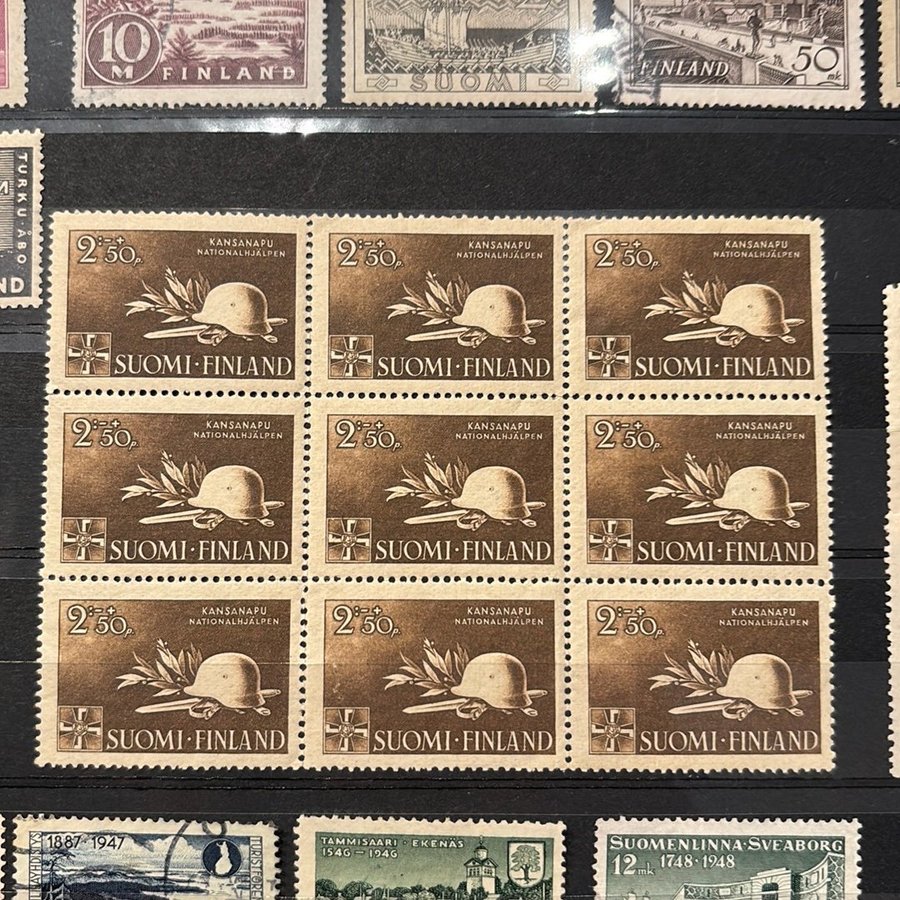 10
M
FINLAND
SUOMI
FINLAND
50 mk
TURKU·ÅBO
2:-+50p.
KANSANAPU
NATIONALHJÄLPEN
SUOMI·FINLAND
2:-+50p.
KANSANAPU
NATIONALHJÄLPEN
SUOMI·FINLAND
2:-+50p.
KANSANAPU
NATIONALHJÄLPEN
SUOMI·FINLAND
2:-+50p.
KANSANAPU
NATIONALHJÄLPEN
SUOMI·FINLAND
2:-+50p.
KANSANAPU
NATIONALHJÄLPEN
SUOMI·FINLAND
2:-+50p.
KANSANAPU
NATIONALHJÄLPEN
SUOMI·FINLAND
2:-+50p.
KANSANAPU
NATIONALHJÄLPEN
SUOMI·FINLAND
2:-+50p.
KANSANAPU
NATIONALHJÄLPEN
SUOMI·FINLAND
2:-+50p.
KANSANAPU
NATIONALHJÄLPEN
SUOMI·FINLAND
1887·1947
TAMMISAARI·EKENÄS
1546-1946
SUOMENLINNA·SVEABORG
12 mk 1748·1948